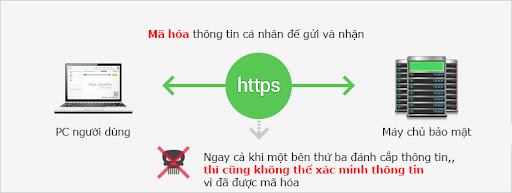 Mã hóa thông tin cá nhân để gửi và nhận
https
PC người dùng
Máy chủ bảo mật
Ngay cả khi một bên thứ ba đánh cắp thông tin,,
thì cũng không thể xác minh thông tin
vì đã được mã hóa